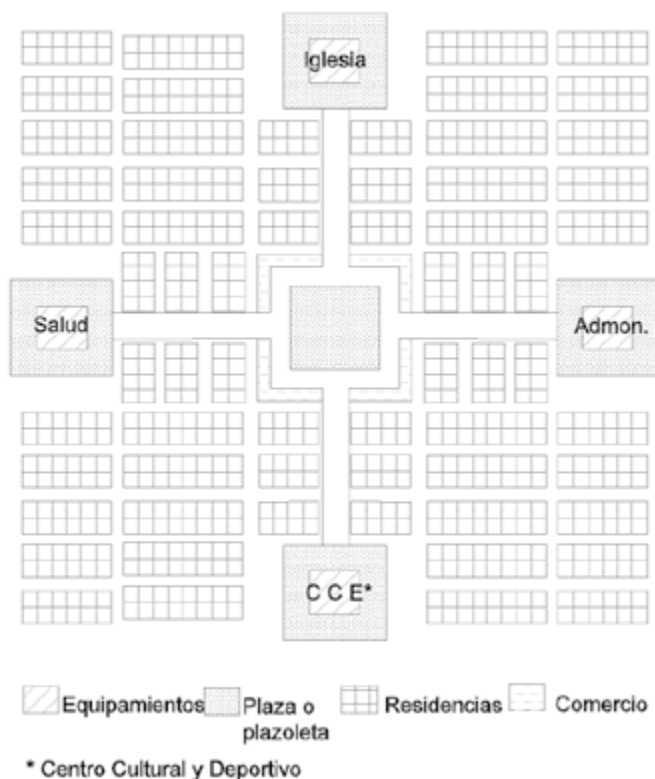 Iglesia
Salud
Admon.
C C E*
Equipamientos
Plaza o
plazoleta
Residencias
Comercio
* Centro Cultural y Deportivo